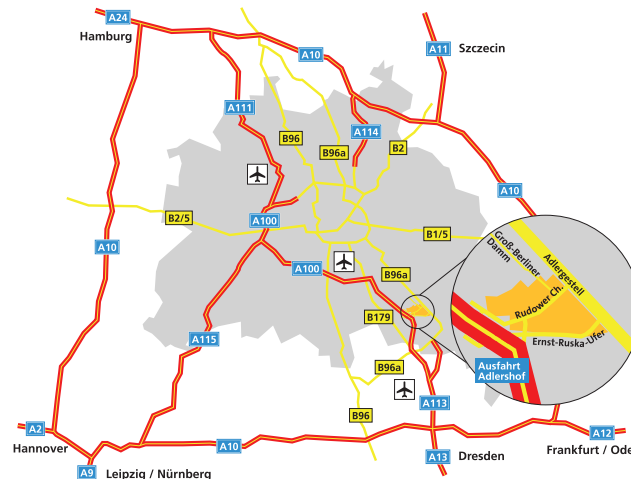 A24
Hamburg
A10
A11
Szczecin
A111
A114
B96
B96a
B2
A10
B2/5
A100
B1/5
A10
A100
B96a
Groß-Berliner
Damm
Adlergestell
Rudower Ch.
Ernst-Ruska-Ufer
Ausfahrt
Adlershof
B179
A115
B96a
A113
B96
A2
Hannover
A9
Leipzig / Nürnberg
A10
A13
Dresden
A12
Frankfurt / Ode